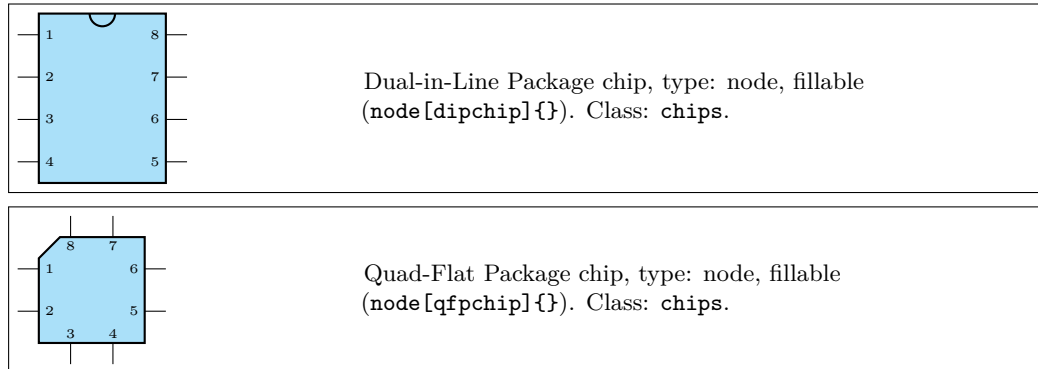 1 8
2 7
3 6
4 5
Dual-in-Line Package chip, type: node, fillable
(node[dipchip]{}). Class: chips.
8 7
1 6
2 5
3 4
Quad-Flat Package chip, type: node, fillable
(node[qfpchip]{}). Class: chips.